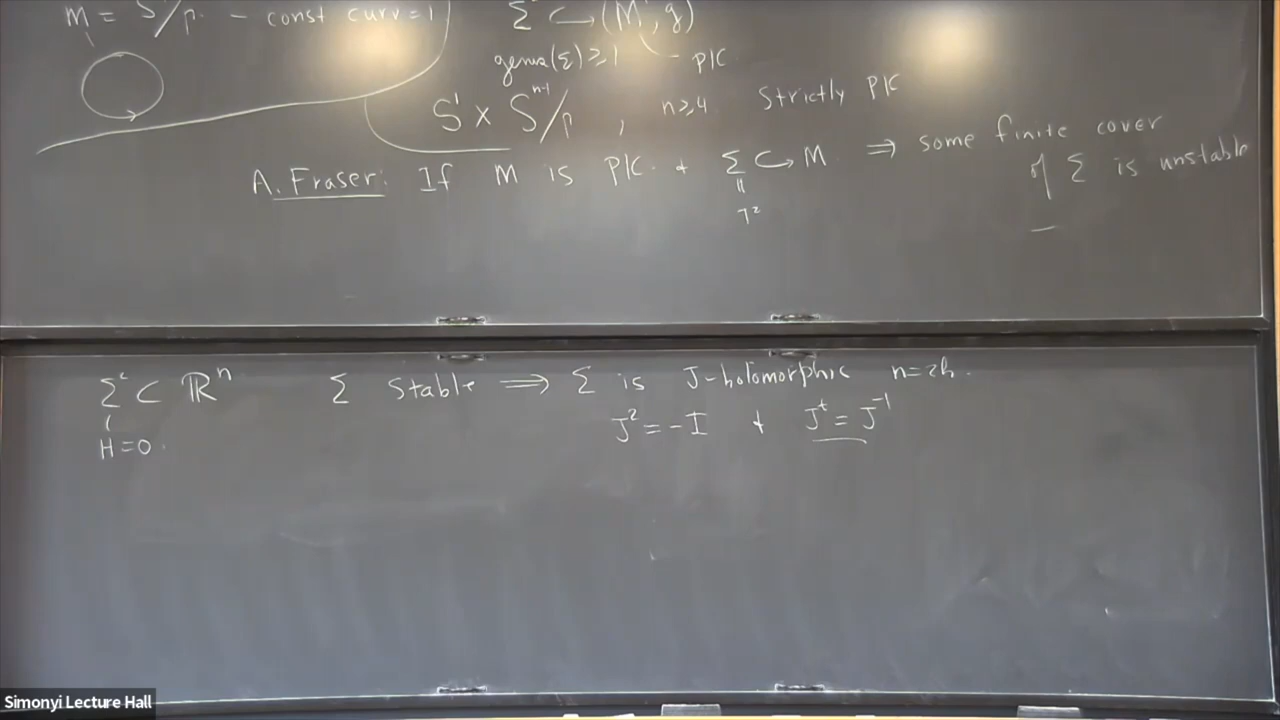 M = S/ρ. – const curv = 1
Σ ↪ (M, g)
genus(Σ) ≥ 1 – PIC
S¹ × Sⁿ⁻¹/ρ , n ≥ 4 Strictly PIC
A. Fraser: If M is PIC + Σ ↪ M ⇒ some finite cover
of Σ is unstable
||
T²
Σ² ⊂ ℝⁿ Σ Stable ⟹ Σ is J-holomorphic n=2k.
H=0. J² = -I + Jᵗ = J⁻¹
Simonyi Lecture Hall